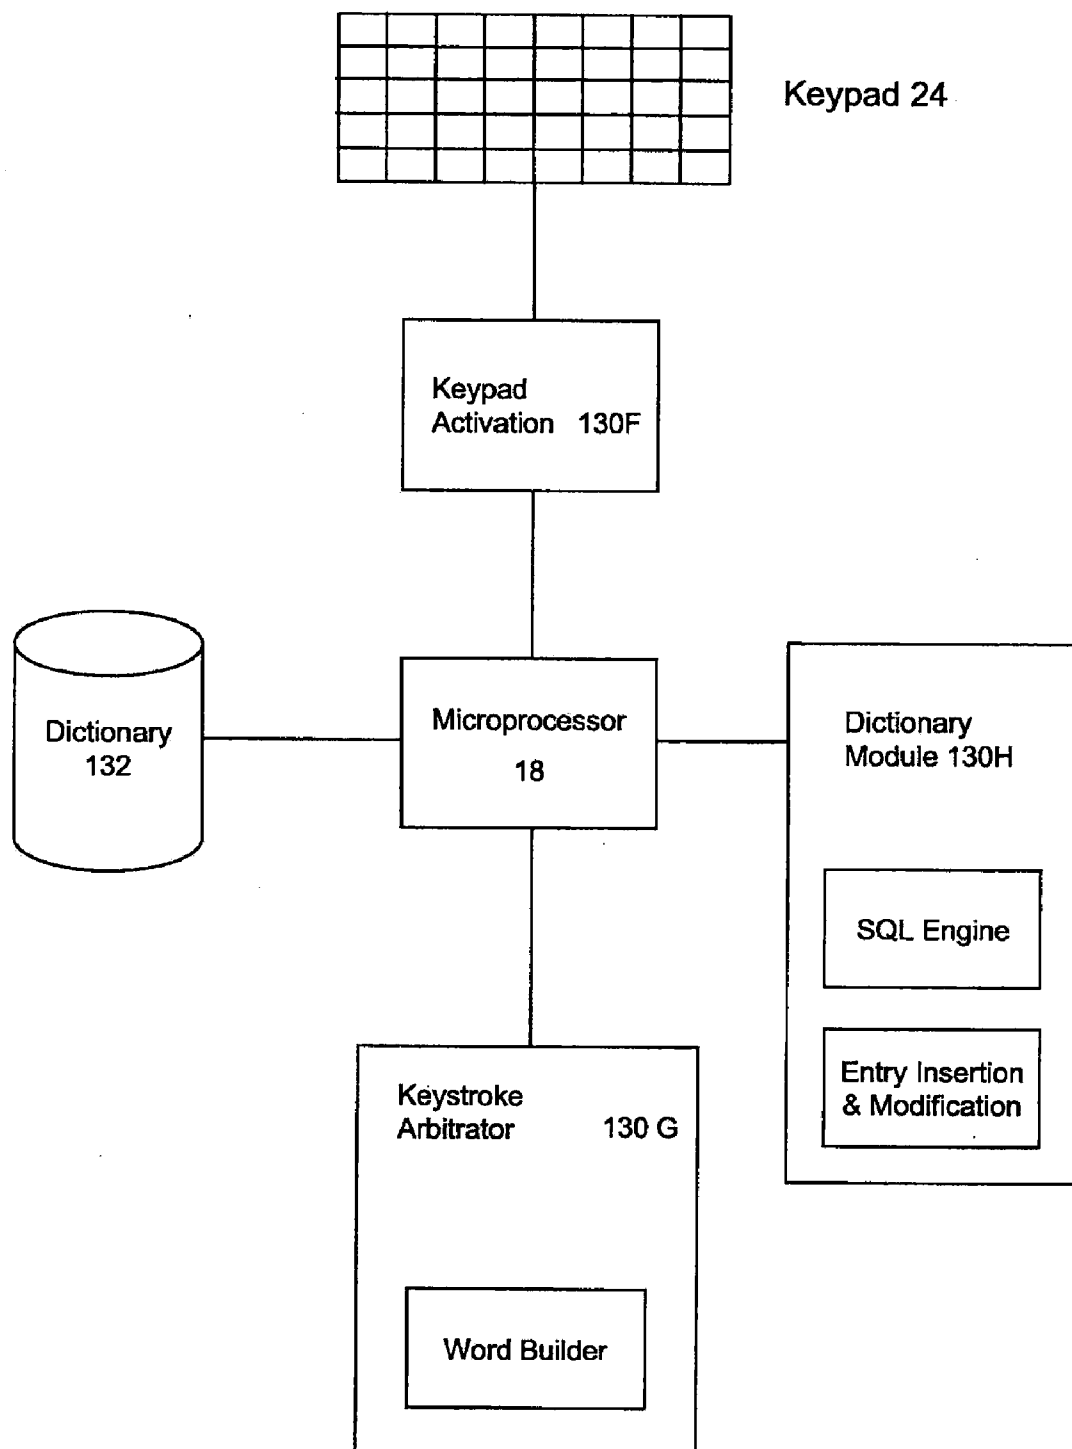 Keypad 24
Keypad
Activation 130F
Dictionary
132
Microprocessor
18
Dictionary
Module 130H
SQL Engine
Entry Insertion
& Modification
Keystroke
Arbitrator 130 G
Word Builder